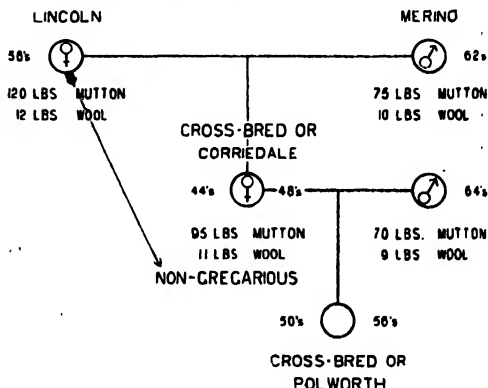 LINCOLN
MERINO
58's
♀
♂
62s
120 LBS MUTTON
12 LBS WOOL
75 LBS MUTTON
10 LBS WOOL
CROSS-BRED OR
CORRIEDALE
44's
♀
48's
♂
64's
95 LBS MUTTON
11 LBS WOOL
70 LBS. MUTTON
9 LBS WOOL
NON-GREGARIOUS
50's
56's
CROSS-BRED OR
POLWORTH